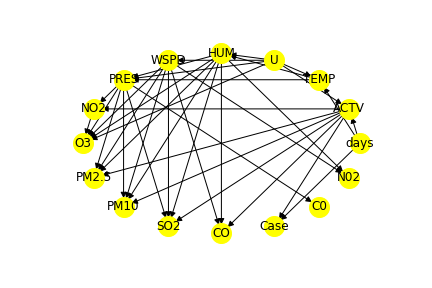 HUM
WSPD U
PRES TEMP
NO2 ACTV
O3 days
PM2.5 N02
PM10 C0
SO2 CO Case